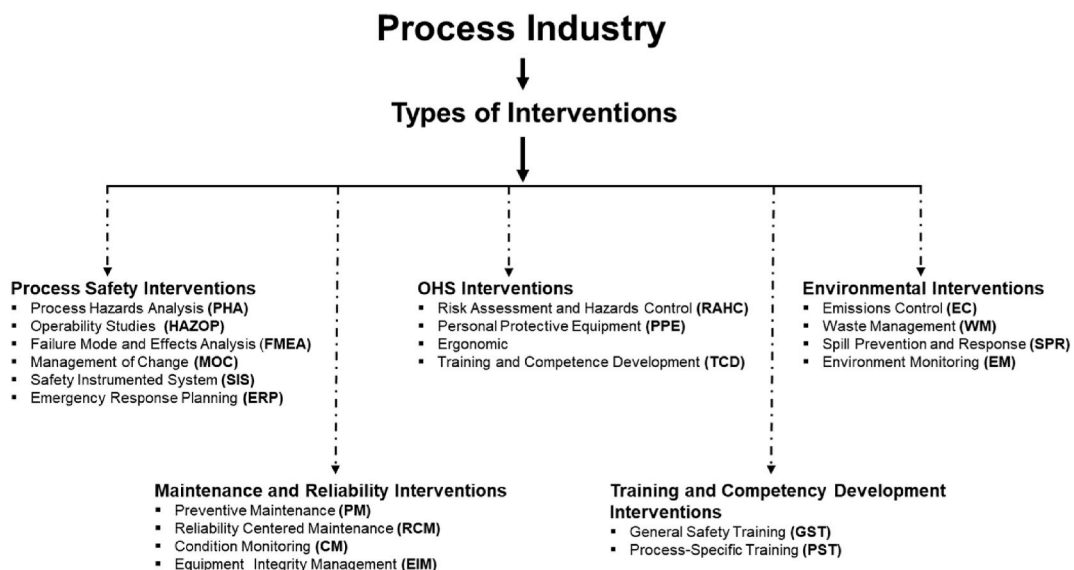 Process Industry
Types of Interventions
Process Safety Interventions
▪ Process Hazards Analysis (PHA)
▪ Operability Studies (HAZOP)
▪ Failure Mode and Effects Analysis (FMEA)
▪ Management of Change (MOC)
▪ Safety Instrumented System (SIS)
▪ Emergency Response Planning (ERP)
OHS Interventions
▪ Risk Assessment and Hazards Control (RAHC)
▪ Personal Protective Equipment (PPE)
▪ Ergonomic
▪ Training and Competence Development (TCD)
Environmental Interventions
▪ Emissions Control (EC)
▪ Waste Management (WM)
▪ Spill Prevention and Response (SPR)
▪ Environment Monitoring (EM)
Maintenance and Reliability Interventions
▪ Preventive Maintenance (PM)
▪ Reliability Centered Maintenance (RCM)
▪ Condition Monitoring (CM)
▪ Equipment Integrity Management (EIM)
Training and Competency Development
Interventions
▪ General Safety Training (GST)
▪ Process-Specific Training (PST)